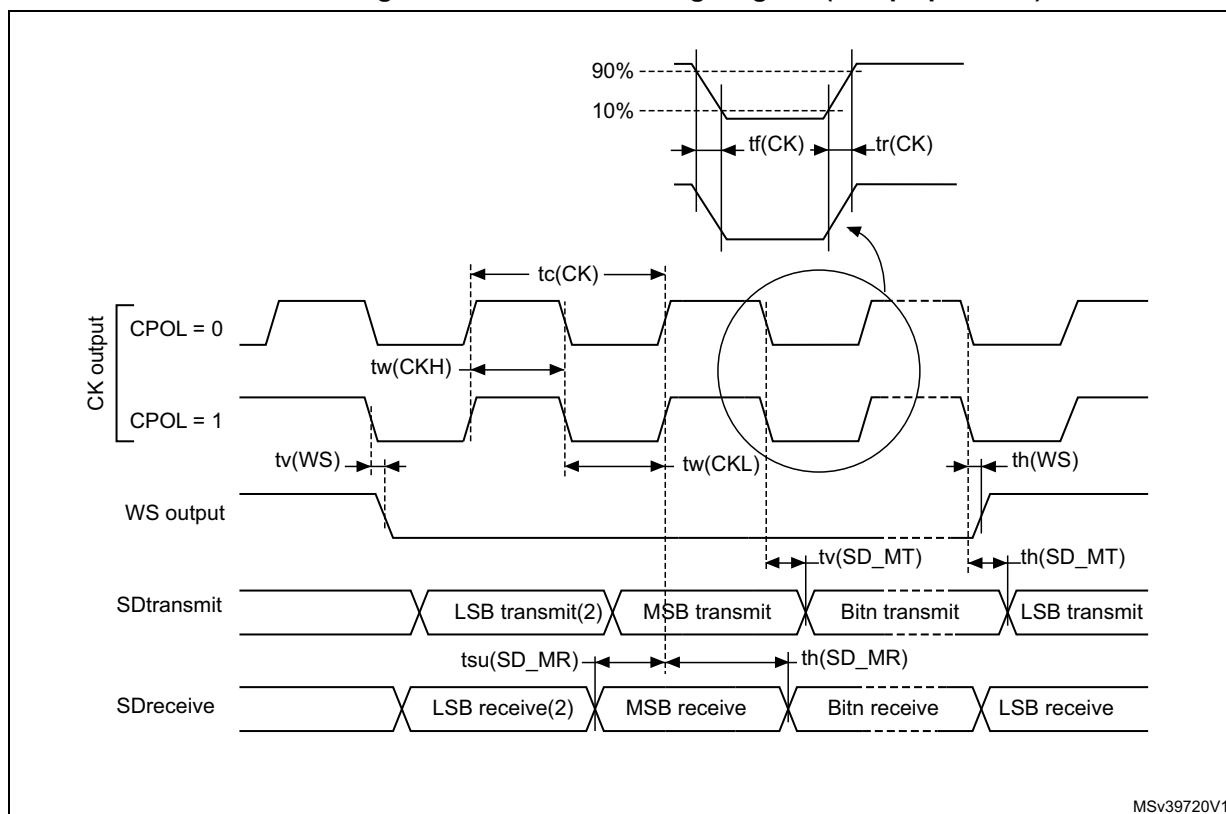 90%
10%
tf(CK)
tr(CK)
tc(CK)
CK output
CPOL = 0
tw(CKH)
CPOL = 1
tv(WS)
tw(CKL)
th(WS)
WS output
tv(SD_MT)
th(SD_MT)
SDtransmit
LSB transmit(2)
MSB transmit
Bitn transmit
LSB transmit
tsu(SD_MR)
th(SD_MR)
SDreceive
LSB receive(2)
MSB receive
Bitn receive
LSB receive
MSv39720V1